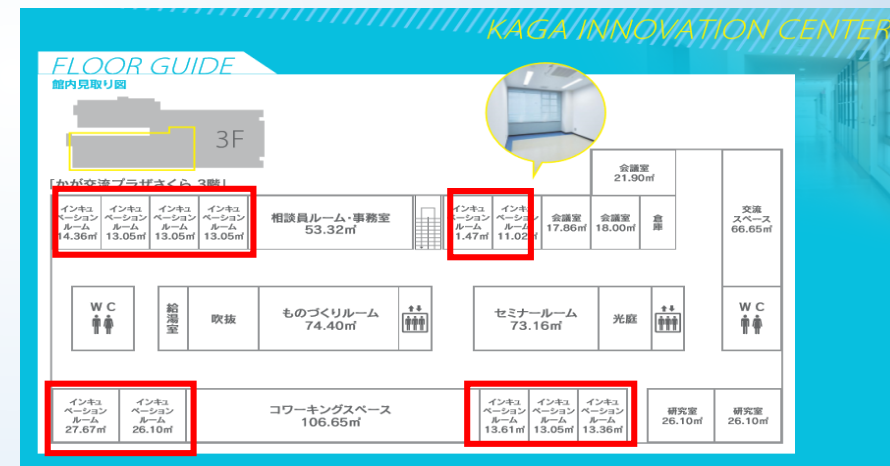 KAGA INNOVATION CENTER
FLOOR GUIDE
館内見取り図
3F
「かが交流プラザさくら 3階」
会議室
21.90㎡
インキュ
ベーション
ルーム
14.36㎡
インキュ
ベーション
ルーム
13.05㎡
インキュ
ベーション
ルーム
13.05㎡
インキュ
ベーション
ルーム
13.05㎡
相談員ルーム・事務室
53.32㎡
インキュ
ベーション
ルーム
1.47㎡
インキュ
ベーション
ルーム
11.02㎡
会議室
17.86㎡
会議室
18.00㎡
倉庫
交流
スペース
66.65㎡
WC
給湯室
吹抜
ものづくりルーム
74.40㎡
セミナールーム
73.16㎡
光庭
WC
インキュ
ベーション
ルーム
27.67㎡
インキュ
ベーション
ルーム
26.10㎡
コワーキングスペース
106.65㎡
インキュ
ベーション
ルーム
13.61㎡
インキュ
ベーション
ルーム
13.05㎡
インキュ
ベーション
ルーム
13.36㎡
研究室
26.10㎡
研究室
26.10㎡